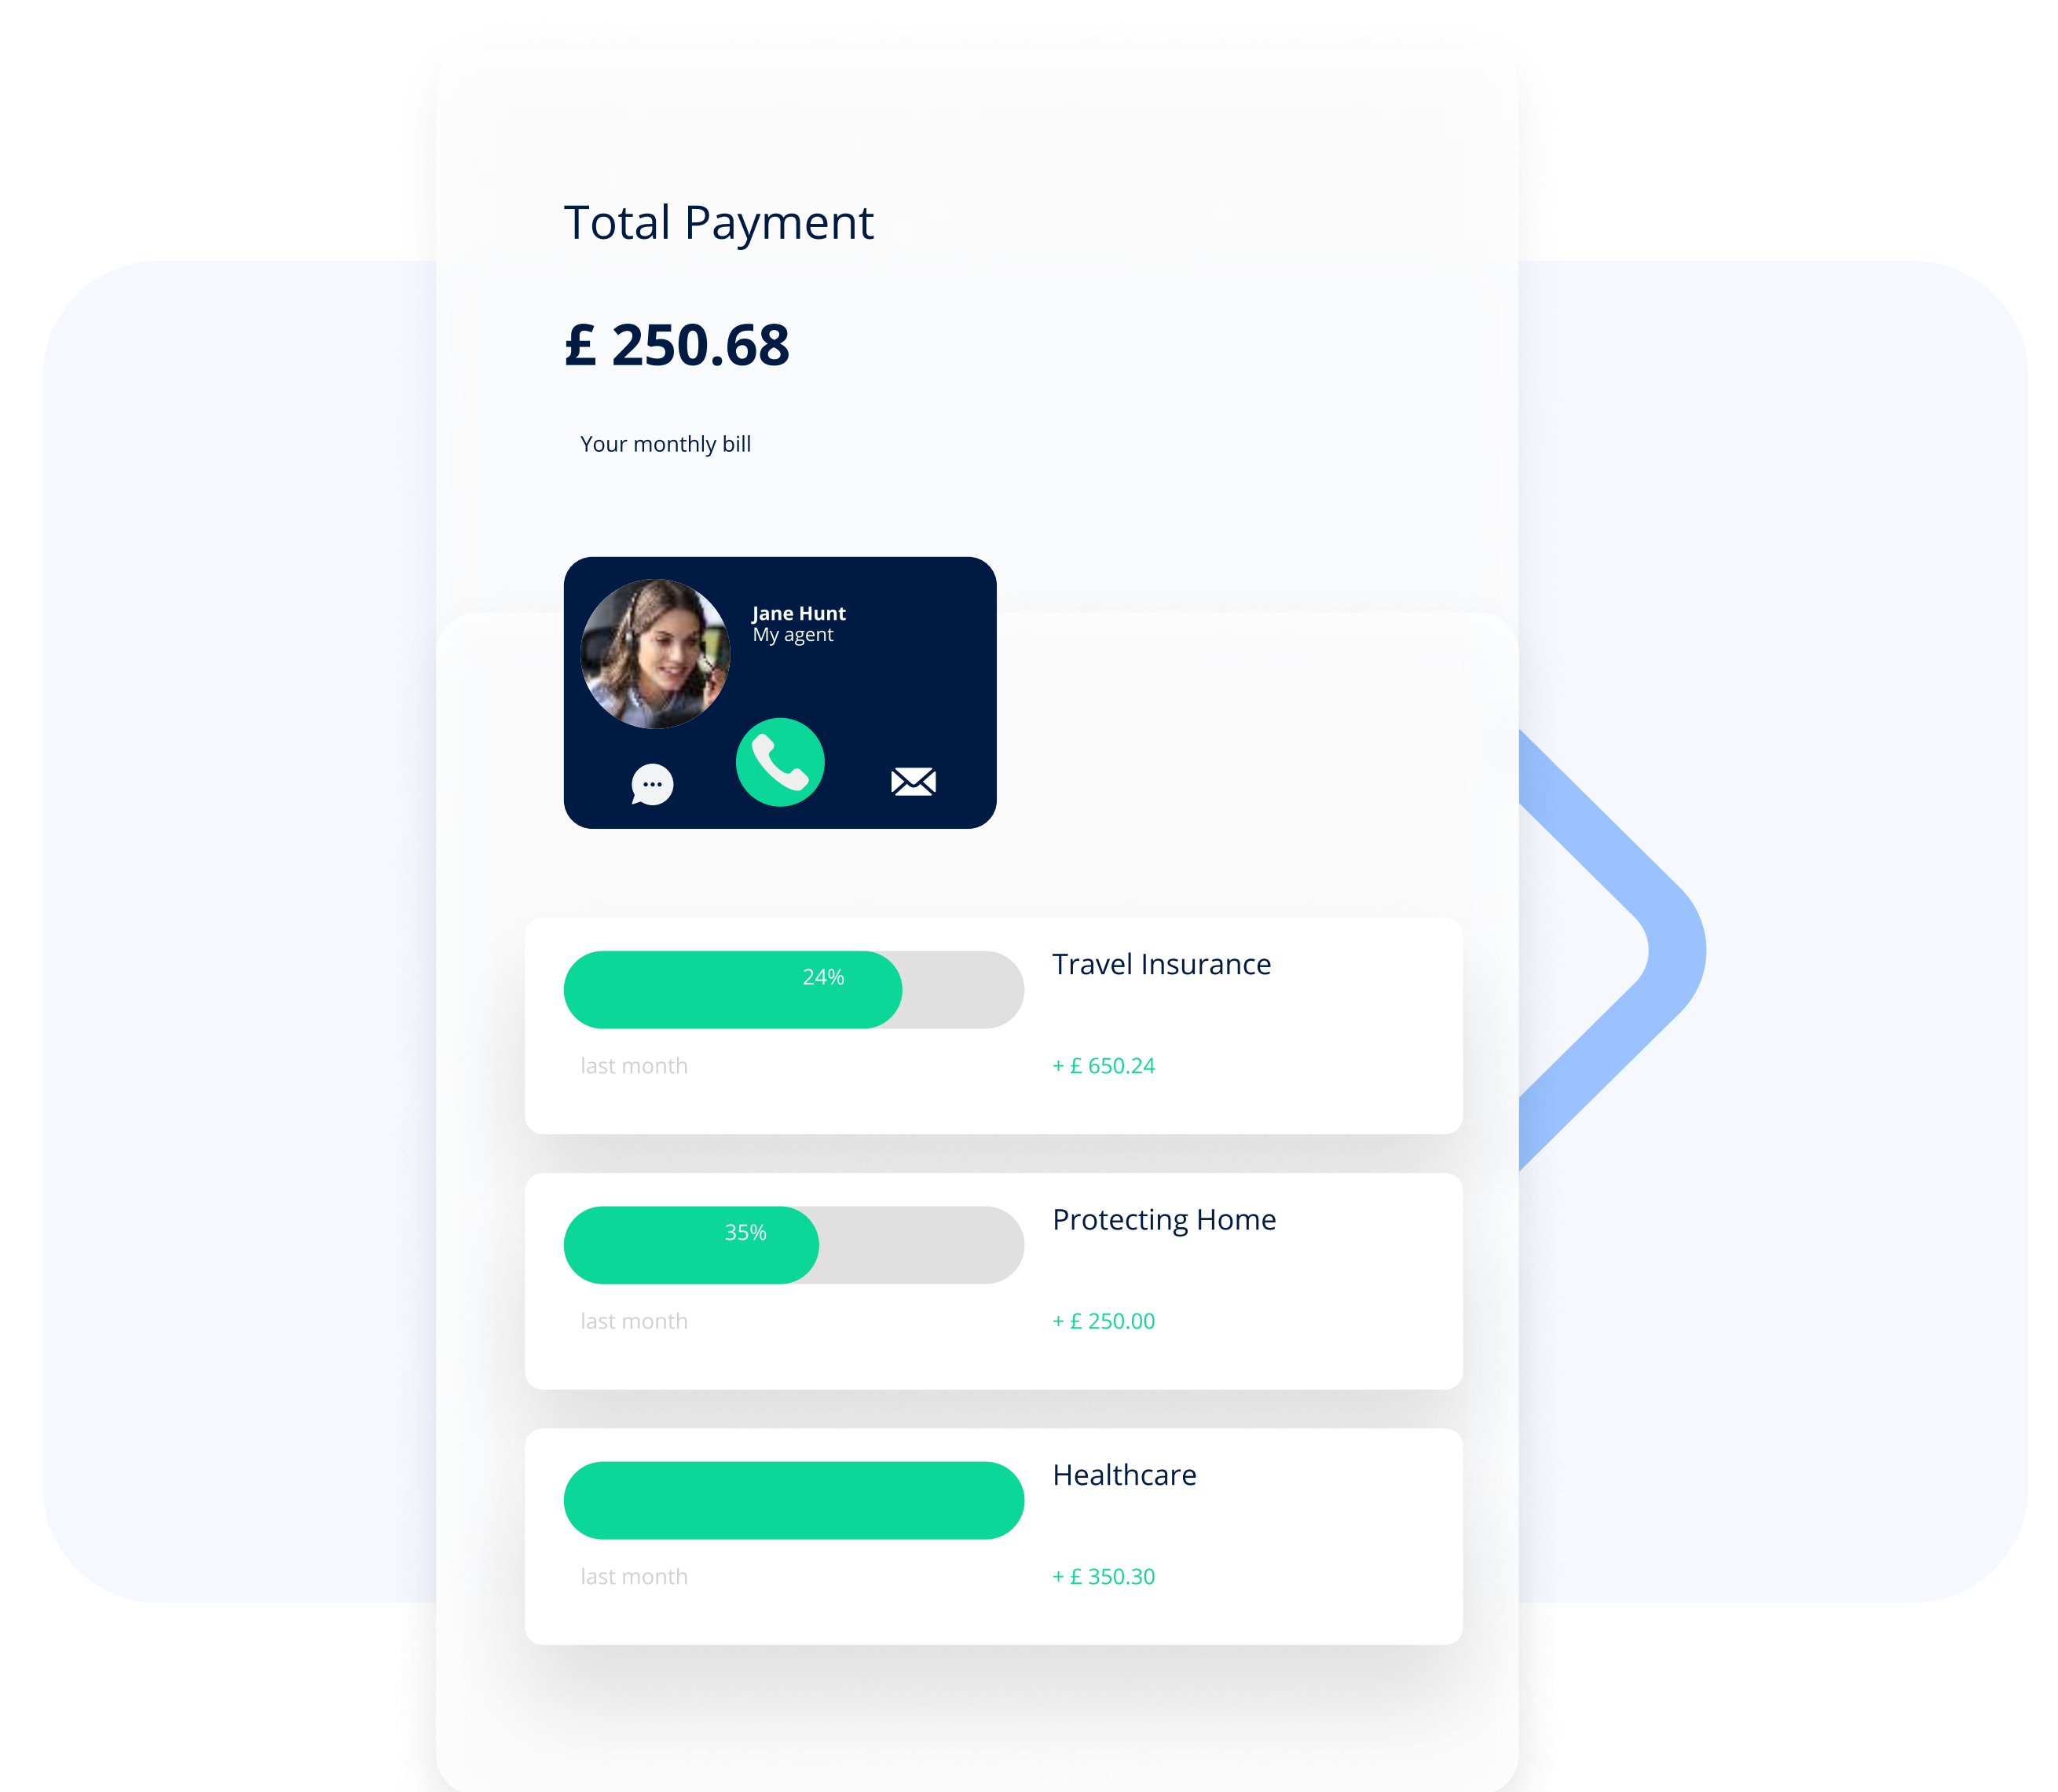 Total Payment
£ 250.68
Your monthly bill
Jane Hunt
My agent
24%
Travel Insurance
last month
+ £ 650.24
35%
Protecting Home
last month
+ £ 250.00
Healthcare
last month
+ £ 350.30